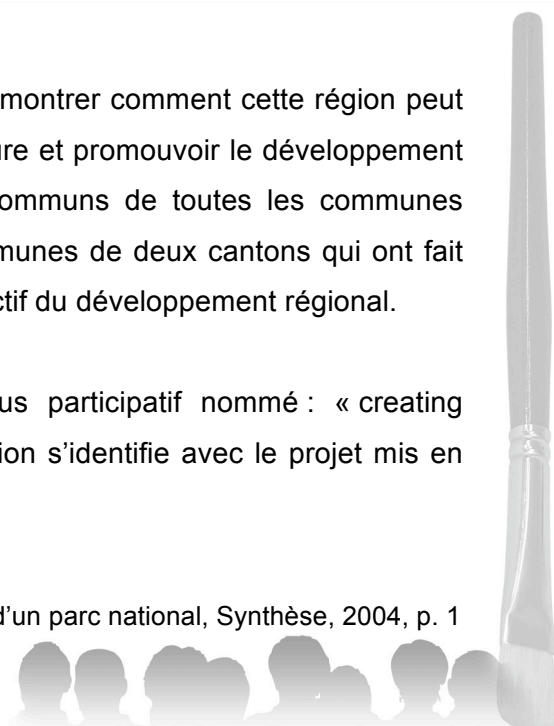 montrer comment cette région peut
ure et promouvoir le développement
ommuns de toutes les communes
munes de deux cantons qui ont fait
ctif du développement régional.
us participatif nommé : « creating
ion s’identifie avec le projet mis en
d’un parc national, Synthèse, 2004, p. 1